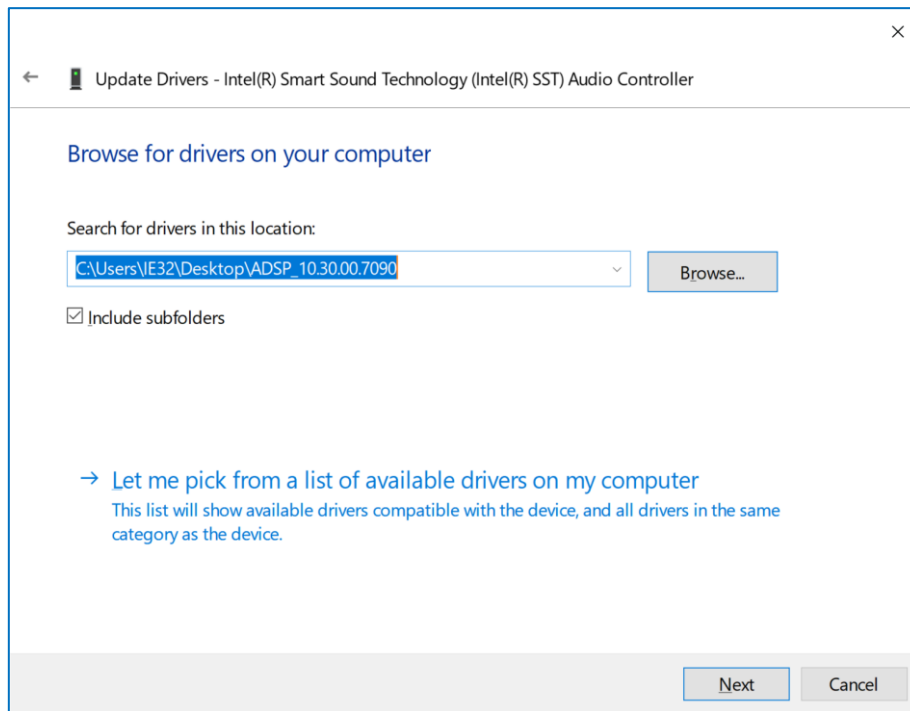 Update Drivers - Intel(R) Smart Sound Technology (Intel(R) SST) Audio Controller
Browse for drivers on your computer
Search for drivers in this location:
C:\Users\IE32\Desktop\ADSP_10.30.00.7090
Browse...
Include subfolders
Let me pick from a list of available drivers on my computer
This list will show available drivers compatible with the device, and all drivers in the same
category as the device.
Next
Cancel